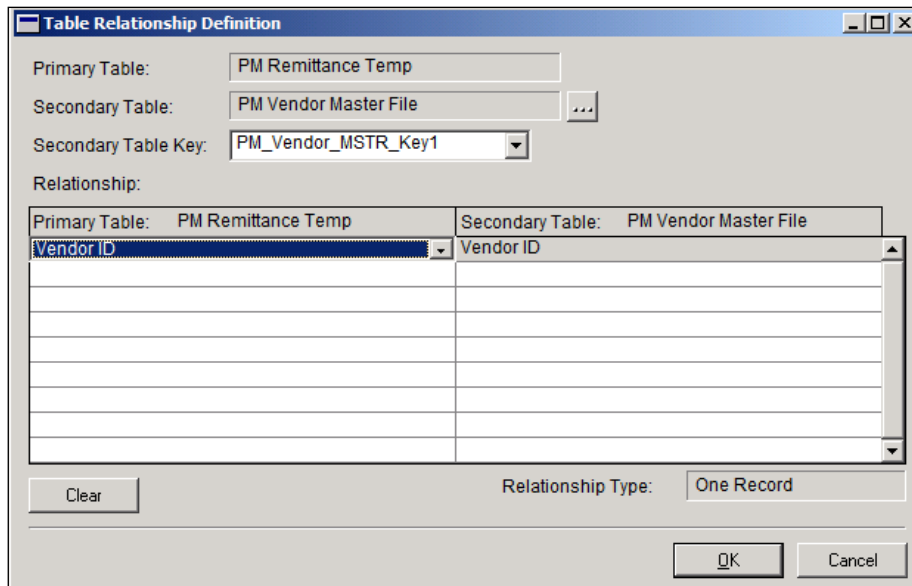 Table Relationship Definition
Primary Table: PM Remittance Temp
Secondary Table: PM Vendor Master File ...
Secondary Table Key: PM_Vendor_MSTR_Key1
Relationship:
Primary Table: PM Remittance Temp Secondary Table: PM Vendor Master File
Vendor ID Vendor ID
Clear Relationship Type: One Record
OK Cancel